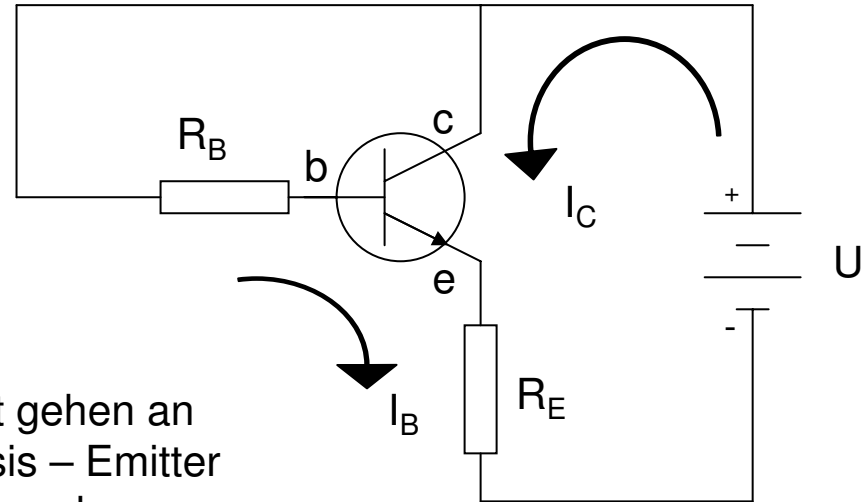 R_B
b
c
I_C
+
U
e
-
I_B
R_E
t gehen an
sis – Emitter